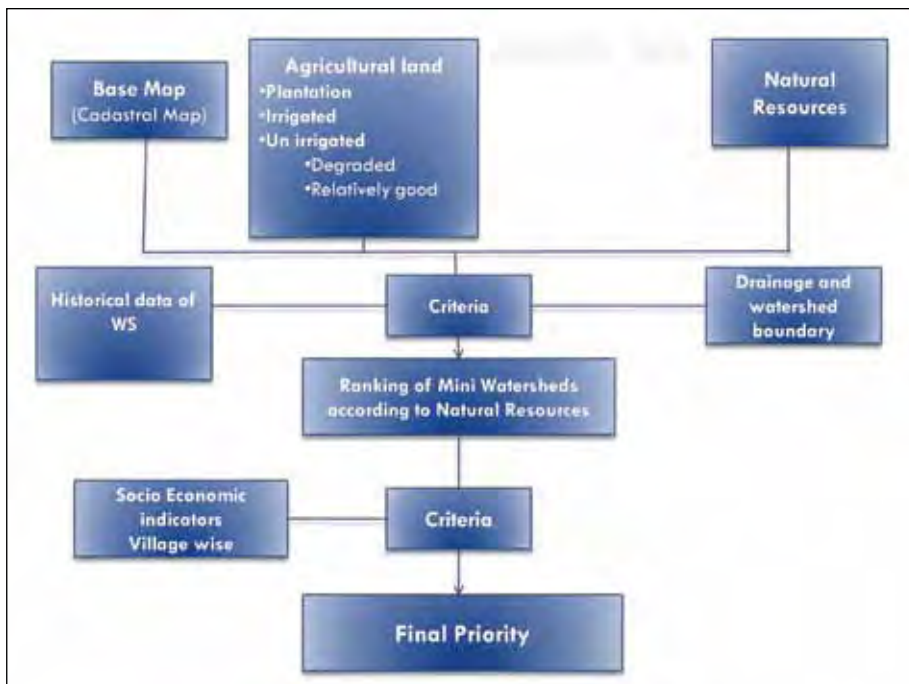 Base Map
(Cadastral Map)
Agricultural land
•Plantation
•Irrigated
•Un irrigated
•Degraded
•Relatively good
Natural
Resources
Historical data of
WS
Criteria
Drainage and
watershed
boundary
Ranking of Mini Watersheds
according to Natural Resources
Socio Economic
indicators
Village wise
Criteria
Final Priority